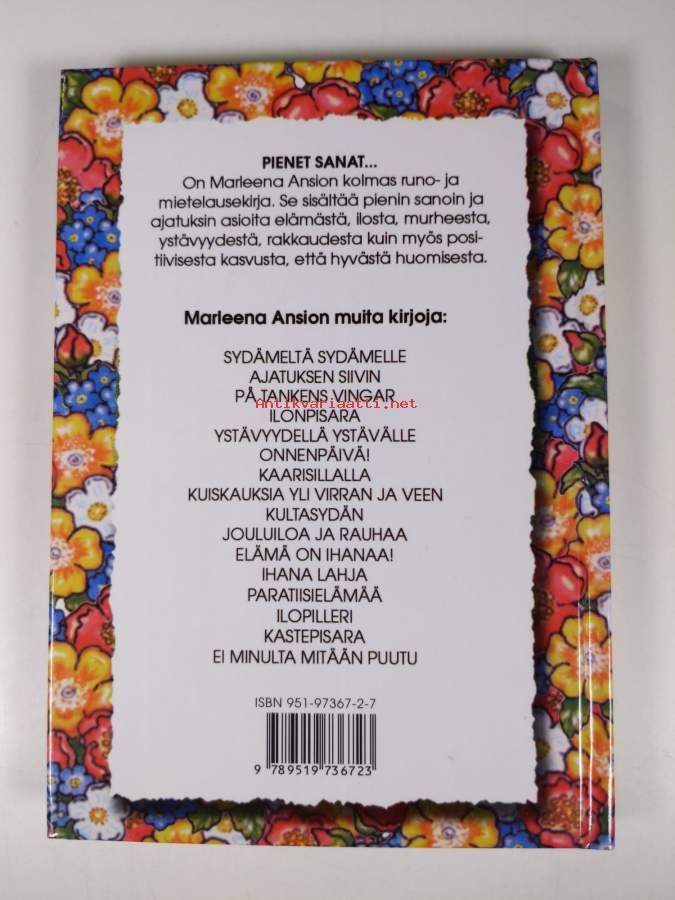 PIENET SANAT...
On Marleena Ansion kolmas runo- ja
mietelausekirja. Se sisältää pienin sanoin ja
ajatuksin asioita elämästä, ilosta, murheesta,
ystävyydestä, rakkaudesta kuin myös posi-
tiivisesta kasvusta, että hyvästä huomisesta.
Marleena Ansion muita kirjoja:
SYDÄMELTÄ SYDÄMELLE
AJATUKSEN SIIVIN
PÅ TANKENS VINGAR
Antikvariaatti.net
ILONPISARA
YSTÄVYYDELLÄ YSTÄVÄLLE
ONNENPÄIVÄ!
KAARISILLALLA
KUISKAUKSIA YLI VIRRAN JA VEEN
KULTASYDÄN
JOULUILOA JA RAUHAA
ELÄMÄ ON IHANAA!
IHANA LAHJA
PARATIISIELÄMÄÄ
ILOPILLERI
KASTEPISARA
EI MINULTA MITÄÄN PUUTU
ISBN 951-97367-2-7
9 789519 736723